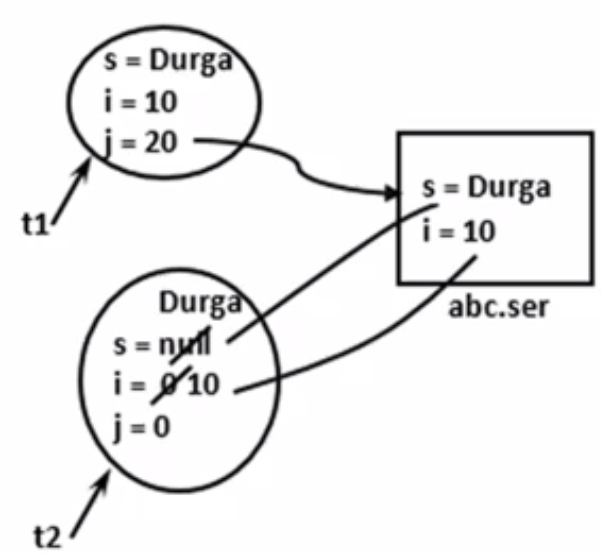 s = Durga
i = 10
j = 20
t1
s = Durga
i = 10
abc.ser
Durga
s = null
i = 0 10
j = 0
t2